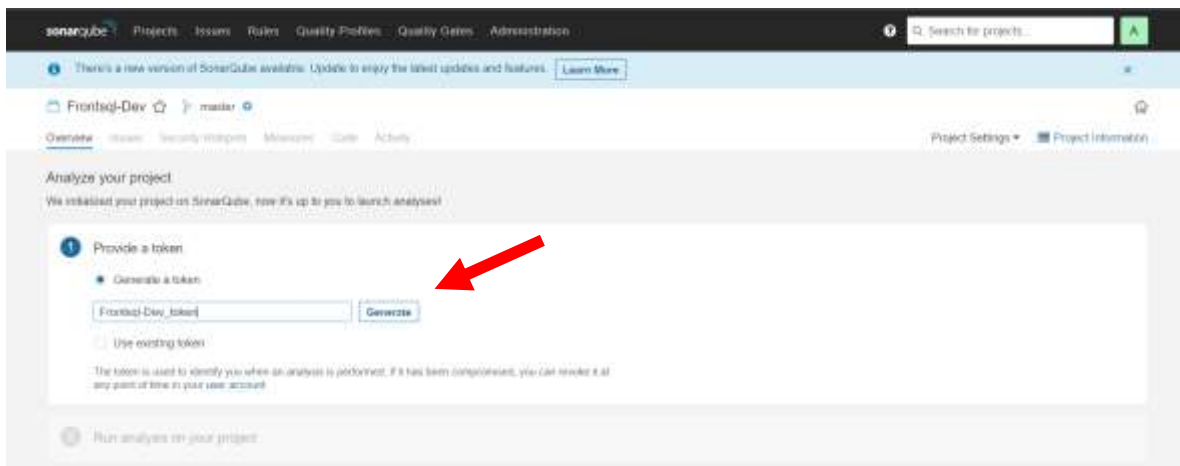 sonarqube Projects Issues Rules Quality Profiles Quality Gates Administration Search for projects... A
There's a new version of SonarQube available. Update to enjoy the latest updates and features. Learn More
Frontsql-Dev master
Overview Issues Security Hotspots Measures Code Activity Project Settings Project Information
Analyze your project
We initialized your project on SonarQube, now it's up to you to launch analyses!
1 Provide a token
Generate a token
Frontsql-Dev_token Generate
Use existing token
The token is used to identify you when an analysis is performed. If it has been compromised, you can revoke it at
any point of time in your user account.
2 Run analysis on your project